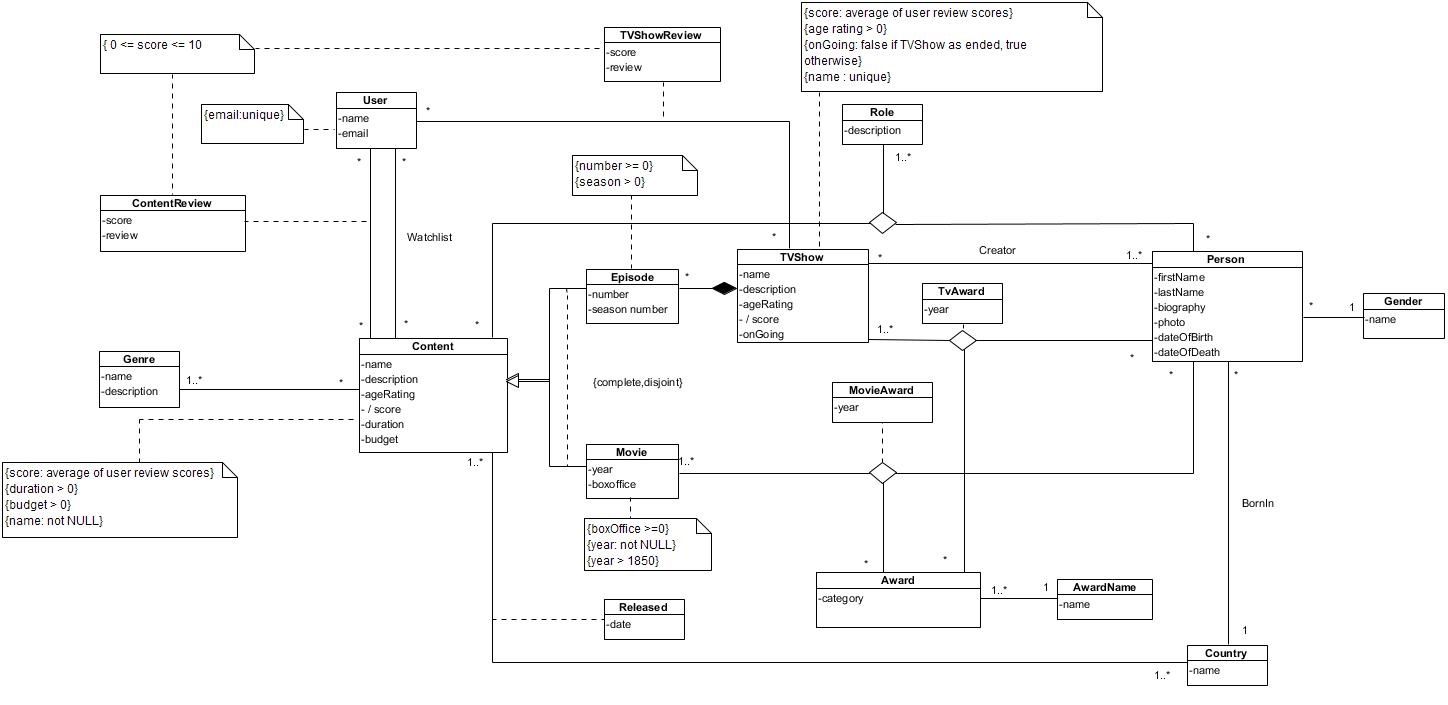 {score: average of user review scores}
{age rating > 0}
{onGoing: false if TVShow as ended, true
otherwise}
{name : unique}
{ 0 <= score <= 10
TVShowReview
-score
-review
User
-name
-email
*
*
*
{email:unique}
Role
-description
1..*
{number >= 0}
{season > 0}
ContentReview
-score
-review
Watchlist
*
*
*
*
TVShow
-name
-description
-ageRating
- / score
-onGoing
*
Creator
1..*
*
Person
-firstName
-lastName
-biography
-photo
-dateOfBirth
-dateOfDeath
Episode
-number
-season number
*
TvAward
-year
1..*
*
*
1
Gender
-name
Content
-name
-description
-ageRating
- / score
-duration
-budget
Genre
-name
-description
1..*
*
{complete,disjoint}
MovieAward
-year
*
*
Movie
-year
-boxoffice
1..*
1..*
{score: average of user review scores}
{duration > 0}
{budget > 0}
{name: not NULL}
{boxOffice >=0}
{year: not NULL}
{year > 1850}
BornIn
*
*
Award
-category
1..*
1
AwardName
-name
Released
-date
1
Country
-name
1..*